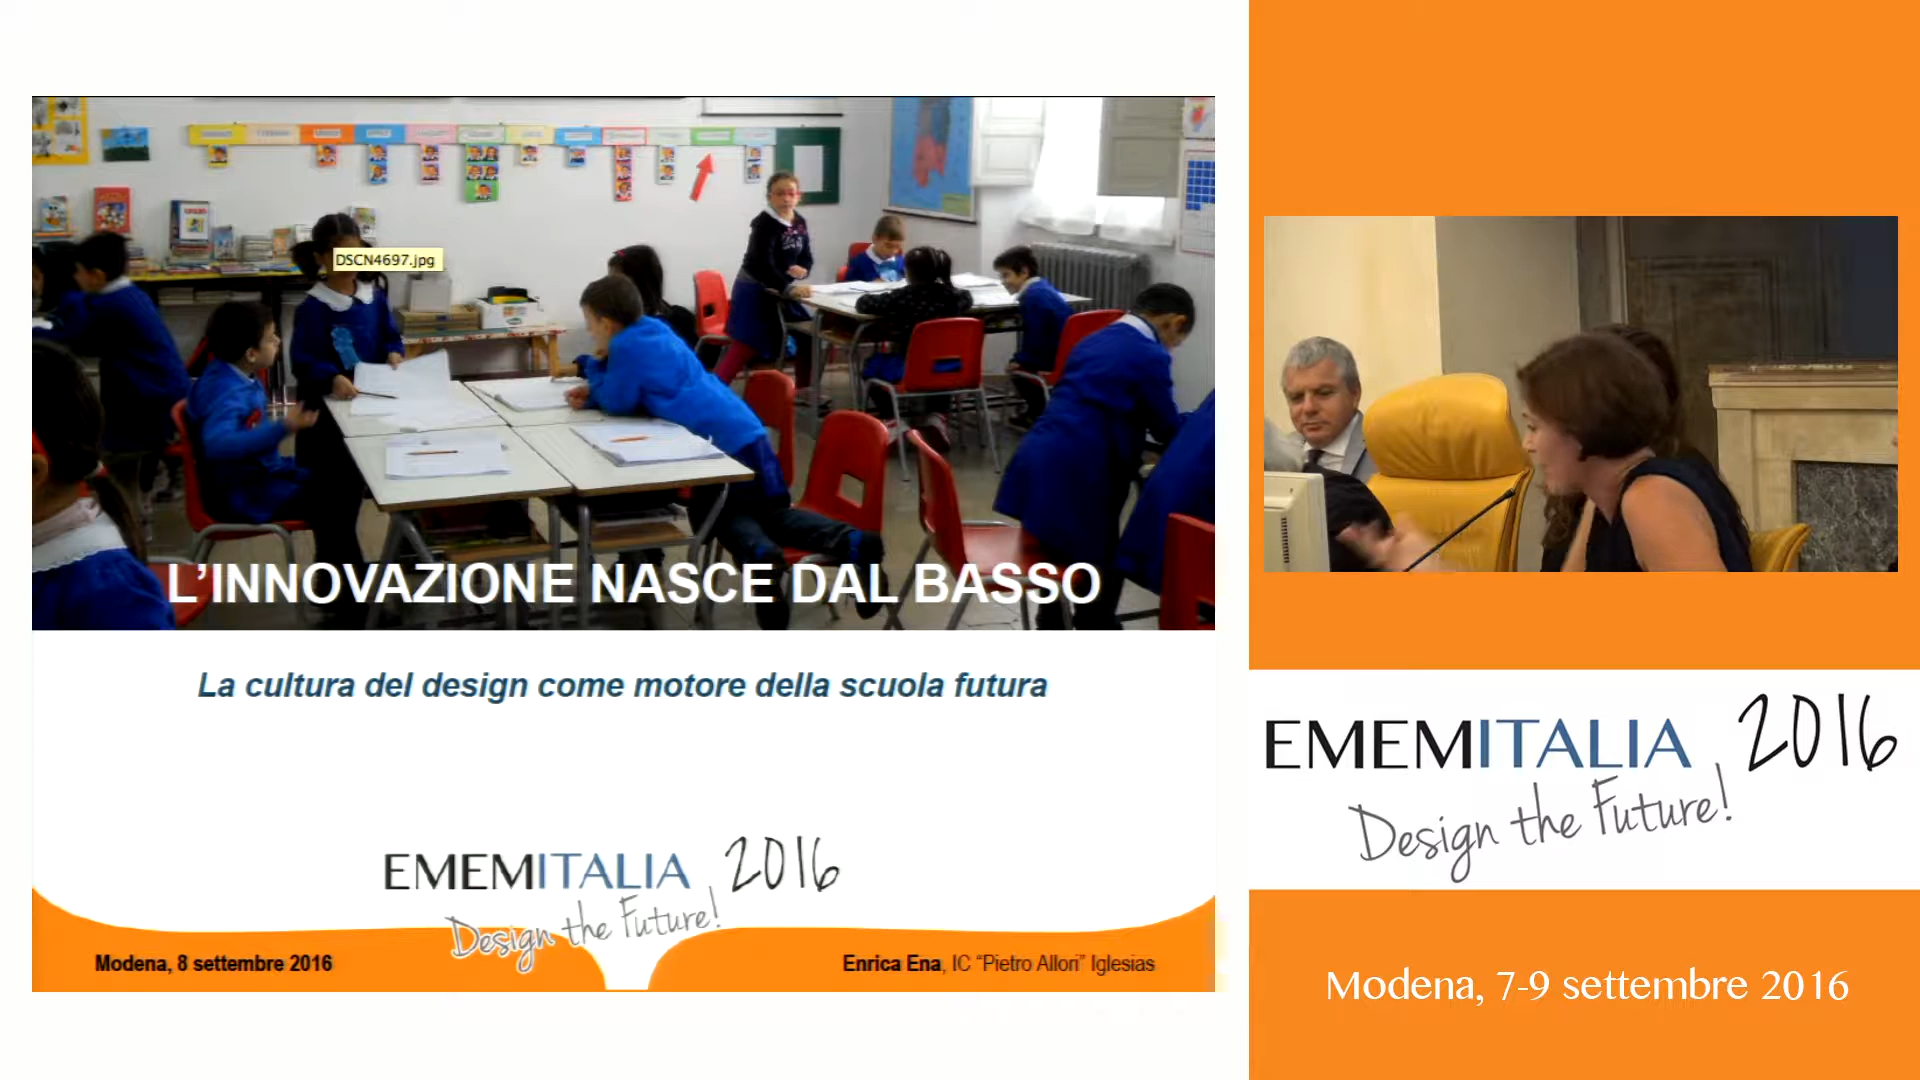 DSCN4697.jpg
L’INNOVAZIONE NASCE DAL BASSO
La cultura del design come motore della scuola futura
EMEMITALIA 2016
Design the Future!
Modena, 8 settembre 2016
Enrica Ena, IC “Pietro Allori” Iglesias
EMEMITALIA 2016
Design the Future!
Modena, 7-9 settembre 2016